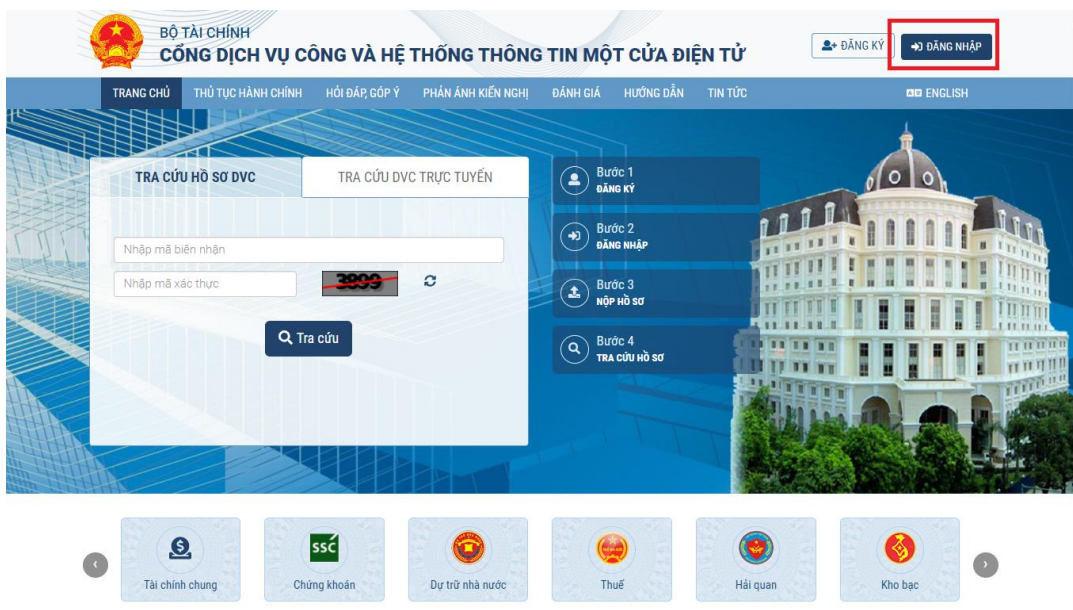 BỘ TÀI CHÍNH
CỔNG DỊCH VỤ CÔNG VÀ HỆ THỐNG THÔNG TIN MỘT CỬA ĐIỆN TỬ
ĐĂNG KÝ
ĐĂNG NHẬP
TRANG CHỦ THỦ TỤC HÀNH CHÍNH HỎI ĐÁP, GÓP Ý PHẢN ÁNH KIẾN NGHỊ ĐÁNH GIÁ HƯỚNG DẪN TIN TỨC ENGLISH
TRA CỨU HỒ SƠ DVC
TRA CỨU DVC TRỰC TUYẾN
Nhập mã biên nhận
Nhập mã xác thực
3899
Tra cứu
Bước 1
ĐĂNG KÝ
Bước 2
ĐĂNG NHẬP
Bước 3
NỘP HỒ SƠ
Bước 4
TRA CỨU HỒ SƠ
ssc
Tài chính chung
Chứng khoán
Dự trữ nhà nước
Thuế
Hải quan
Kho bạc